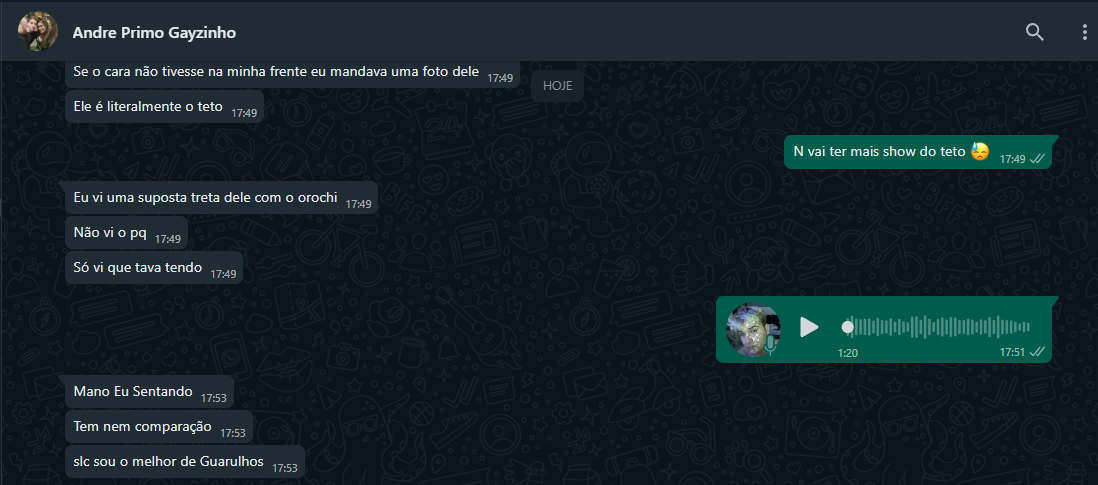 Andre Primo Gayzinho
Se o cara não tivesse na minha frente eu mandava uma foto dele 17:49
HOJE
Ele é literalmente o teto 17:49
N vai ter mais show do teto 😓 17:49
Eu vi uma suposta treta dele com o orochi 17:49
Não vi o pq 17:49
Só vi que tava tendo 17:49
1:20 17:51
Mano Eu Sentando 17:53
Tem nem comparação 17:53
slc sou o melhor de Guarulhos 17:53